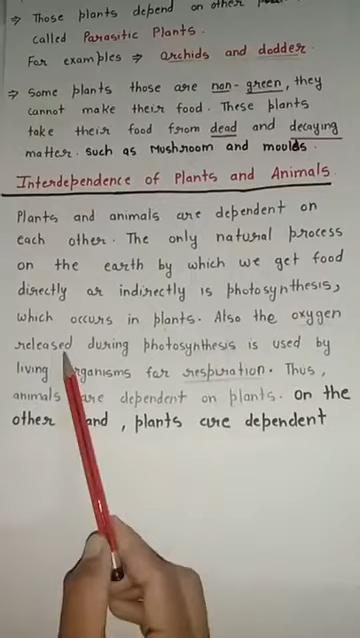 ⇒ Those plants depend on other
called Parasitic Plants.
For examples ⇒ Orchids and dodder.
⇒ Some plants those are non-green, they
cannot make their food. These plants
take their food from dead and decaying
matter. such as Mushroom and moolds.
Interdependence of Plants and Animals.
Plants and animals are dependent on
each other. The only natural process
on the earth by which we get food
directly or indirectly is photosynthesis,
which occurs in plants. Also the oxygen
released during photosynthesis is used by
living organisms for respiration. Thus,
animals are dependent on plants. On the
other hand, plants are dependent